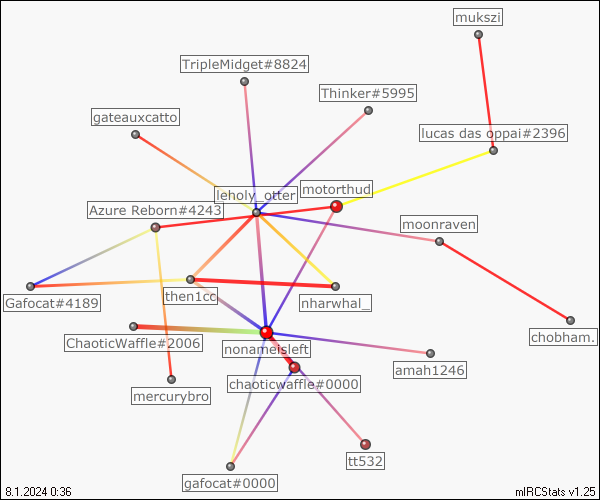 mukszi
TripleMidget#8824
Thinker#5995
gateauxcatto
lucas das oppai#2396
motorthud
leholy_otter
Azure Reborn#4243
moonraven
Gafocat#4189
then1cc
nharwhal_
chobham.
ChaoticWaffle#2006
nonameisleft
amah1246
chaoticwaffle#0000
mercurybro
tt532
gafocat#0000
8.1.2024 0:36
mIRCStats v1.25